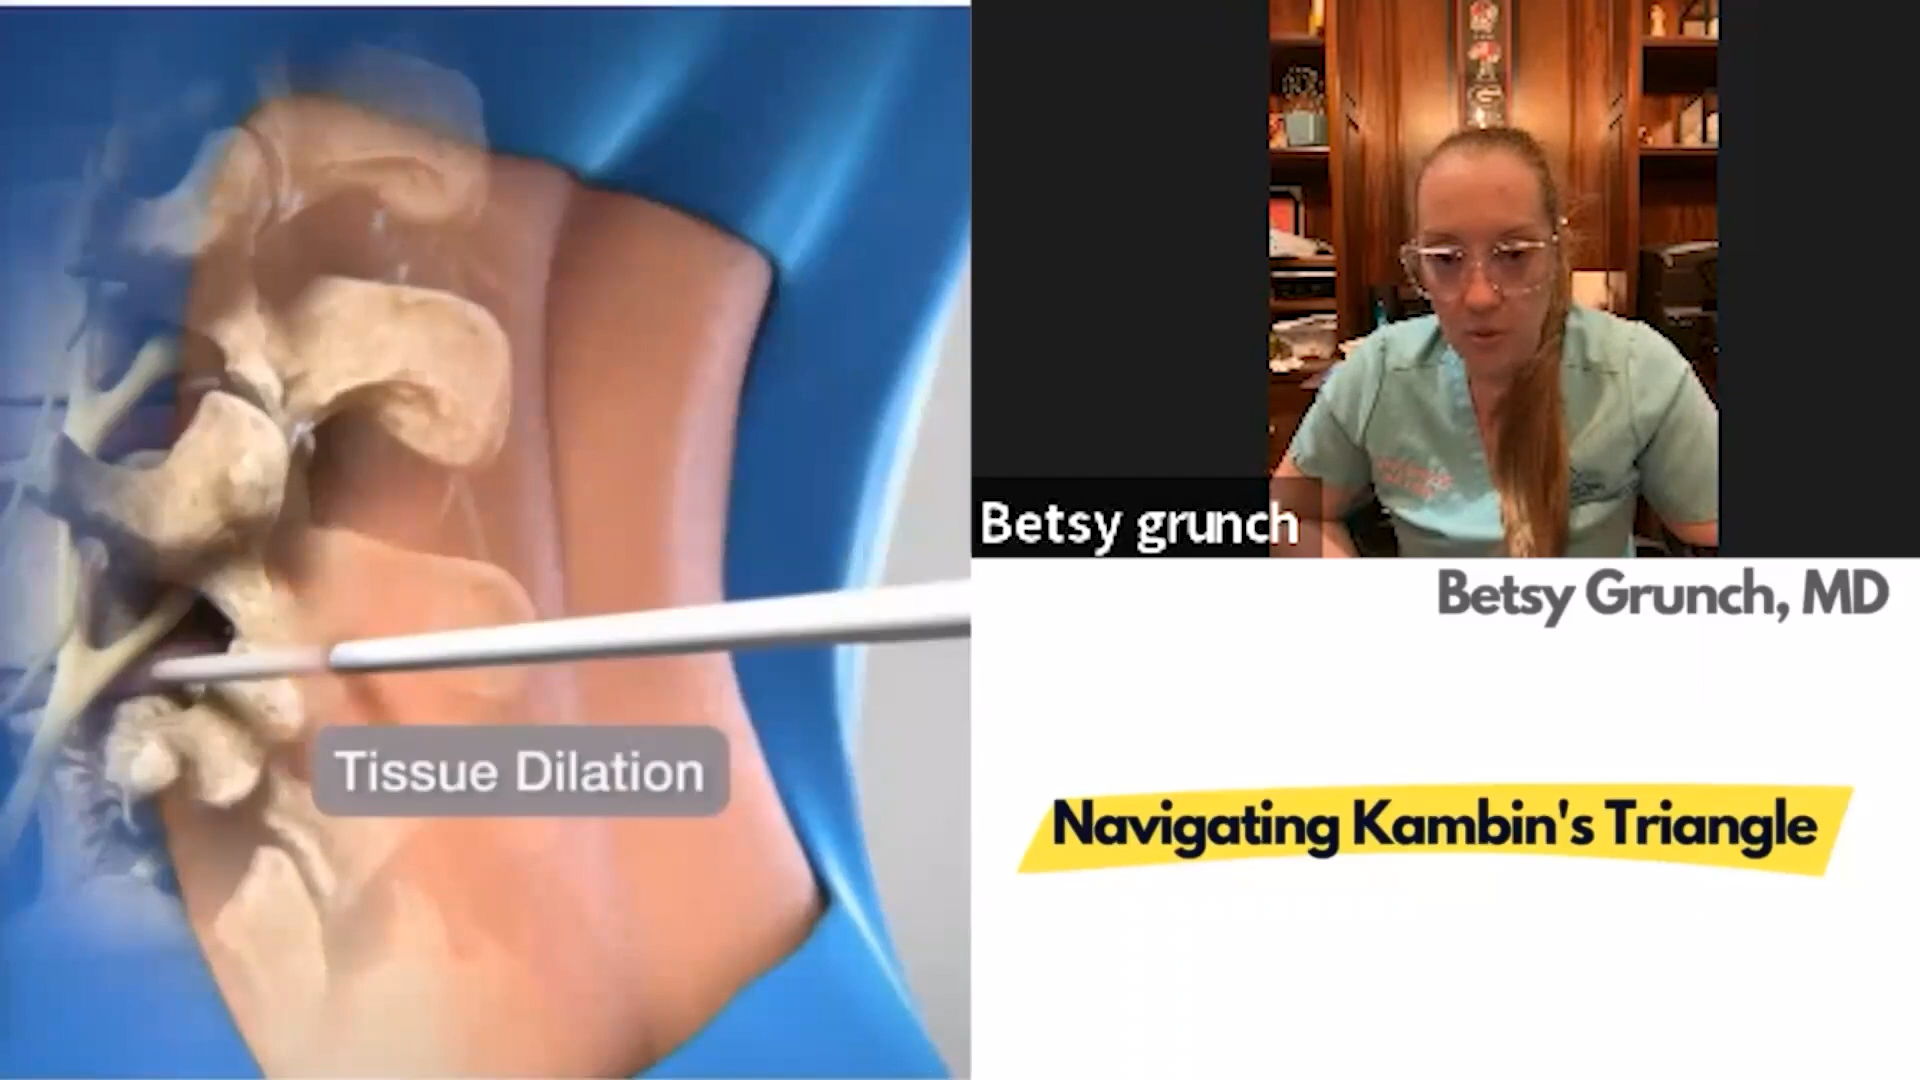 Tissue Dilation
Betsy grunch
Betsy Grunch, MD
Navigating Kambin's Triangle